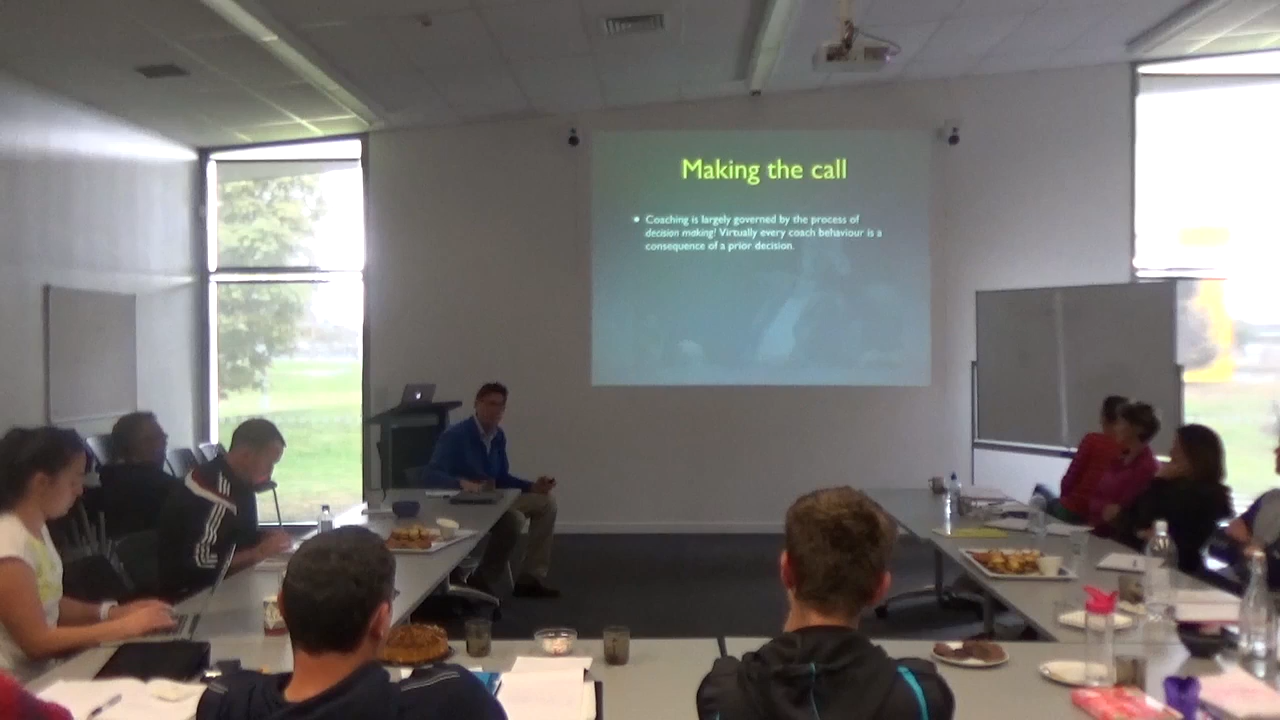 Making the call
• Coaching is largely governed by the process of
decision making! Virtually every coach behaviour is a
consequence of a prior decision.